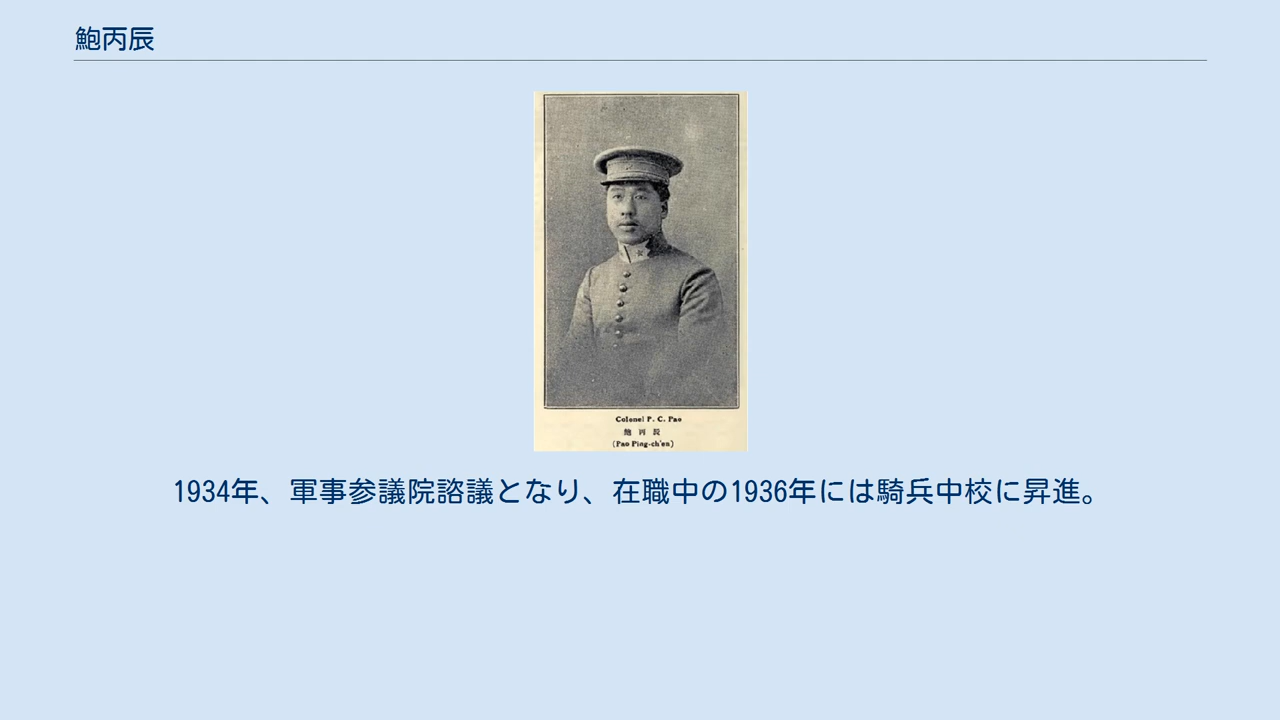 鮑丙辰
Colonel P. C. Pao
鮑丙辰
(Pao Ping-ch'en)
1934年、軍事参議院諮議となり、在職中の1936年には騎兵中校に昇進。